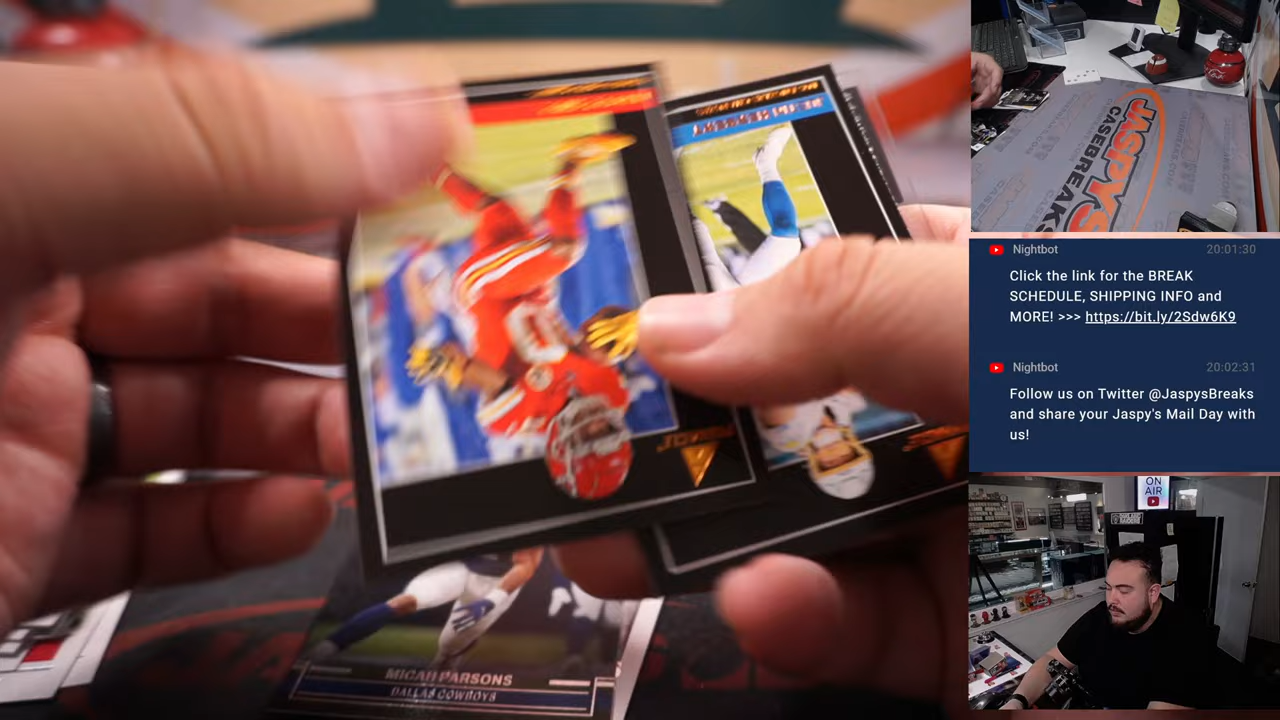 JASPYS
CASEBREAKS
Nightbot
20:01:30
Click the link for the BREAK
SCHEDULE, SHIPPING INFO and
MORE! >>> https://bit.ly/2Sdw6K9
Nightbot
20:02:31
Follow us on Twitter @JaspysBreaks
and share your Jaspy's Mail Day with
us!
PINNACLE
MICAH PARSONS
DALLAS COWBOYS
ON
AIR